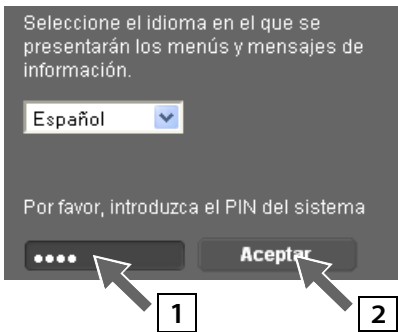 Seleccione el idioma en el que se
presentarán los menús y mensajes de
información.
Español
Por favor, introduzca el PIN del sistema
•••• Aceptar
1 2